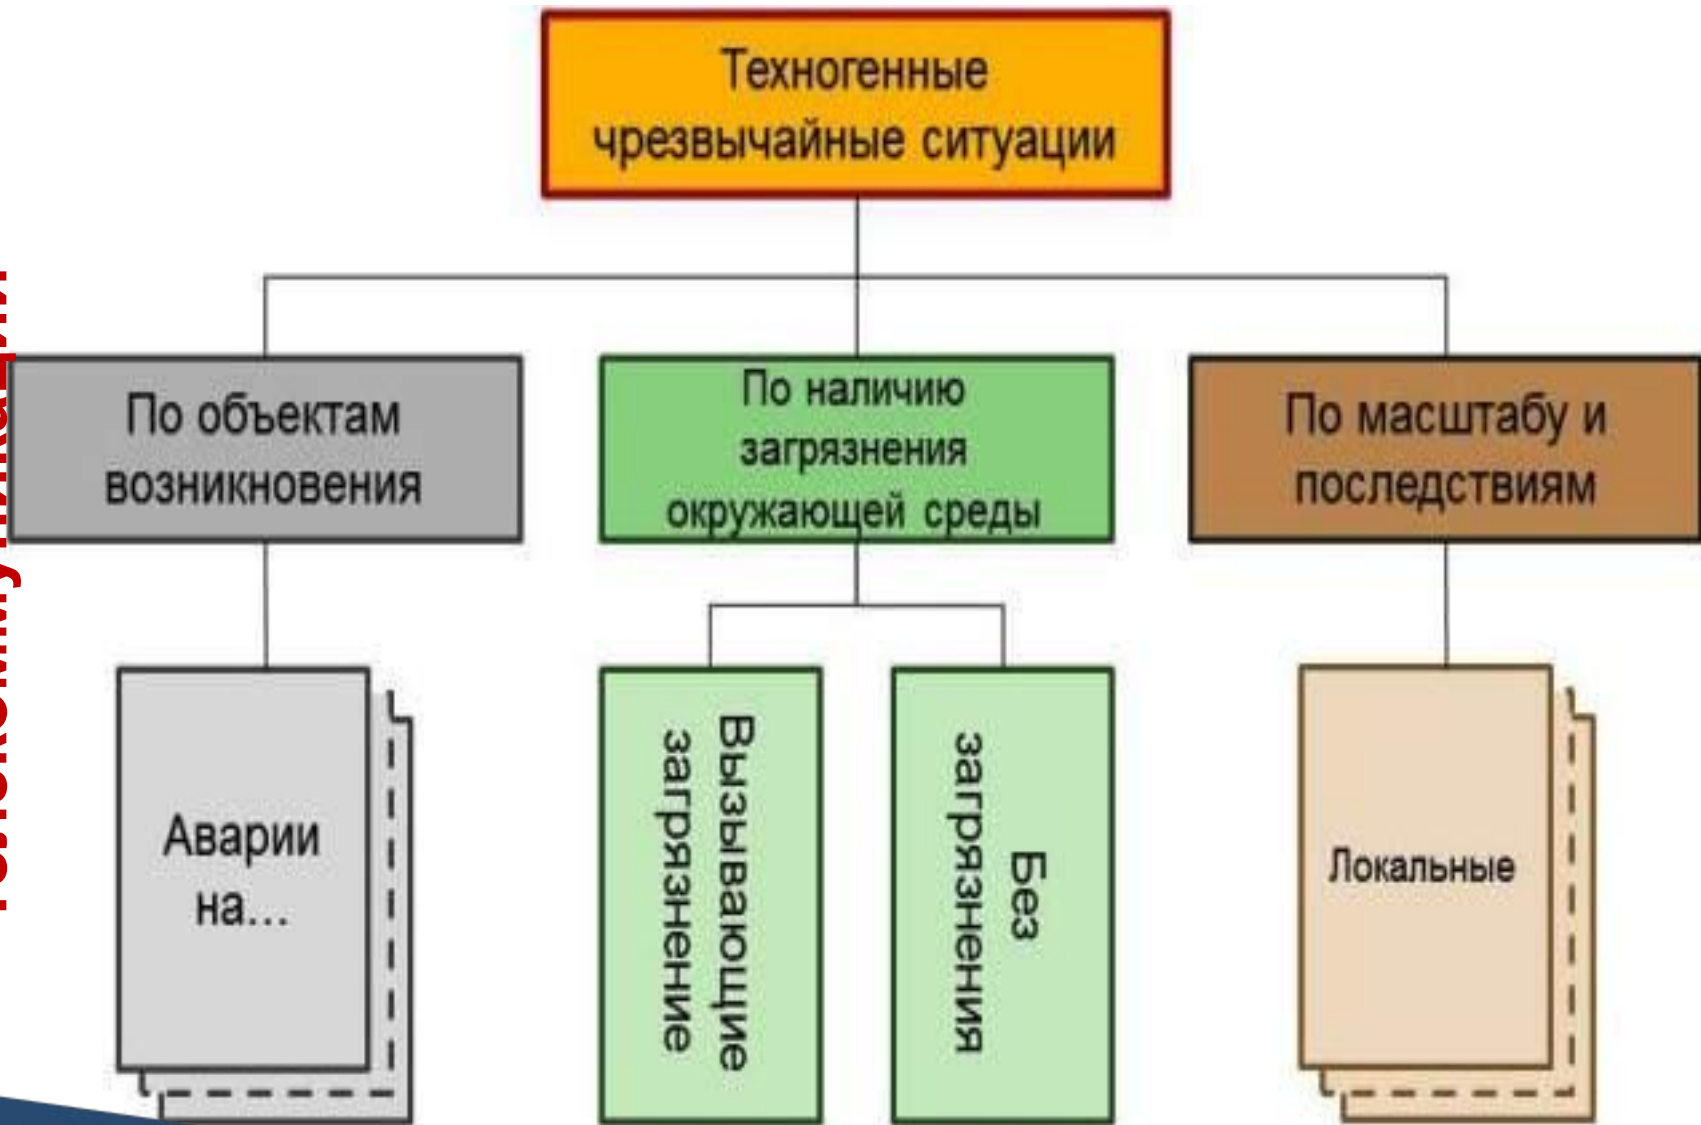 Техногенные
чрезвычайные ситуации
По объектам
возникновения
По наличию
загрязнения
окружающей среды
По масштабу и
последствиям
Аварии
на...
Вызывающие
загрязнение
Без
загрязнения
Локальные